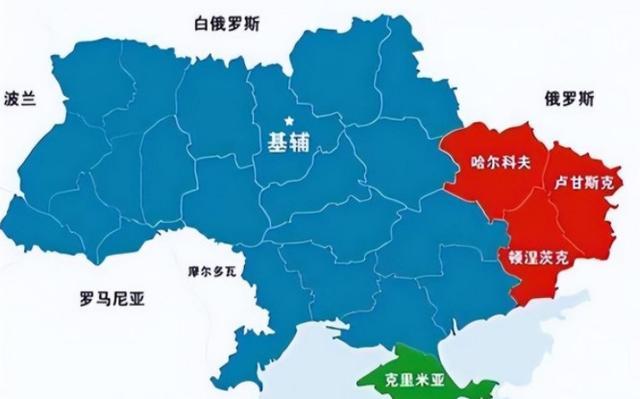 白俄罗斯
波兰
俄罗斯
基辅
哈尔科夫
卢甘斯克
顿涅茨克
摩尔多瓦
罗马尼亚
克里米亚